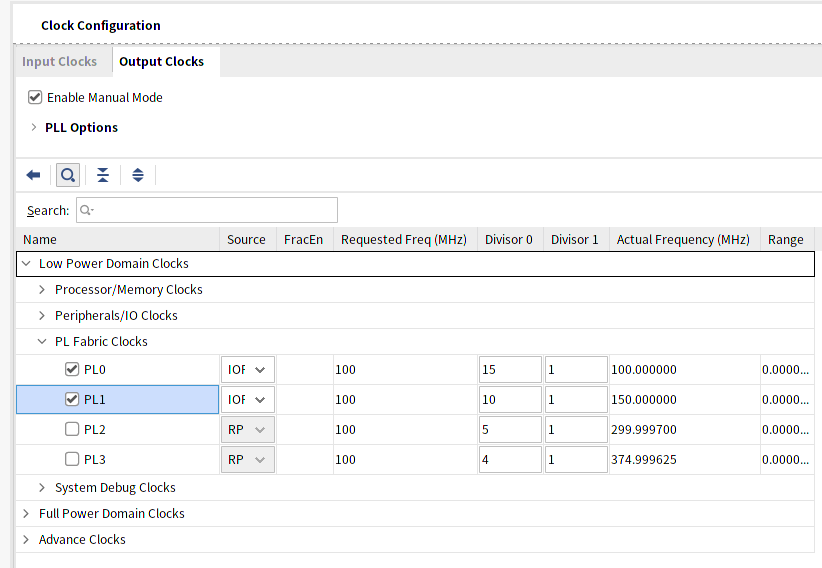 Clock Configuration
Input Clocks Output Clocks
Enable Manual Mode
PLL Options
Search:
Name Source FracEn Requested Freq (MHz) Divisor 0 Divisor 1 Actual Frequency (MHz) Range
Low Power Domain Clocks
Processor/Memory Clocks
Peripherals/IO Clocks
PL Fabric Clocks
PL0 IOF 100 15 1 100.000000 0.0000...
PL1 IOF 100 10 1 150.000000 0.0000...
PL2 RP 100 5 1 299.999700 0.0000...
PL3 RP 100 4 1 374.999625 0.0000...
System Debug Clocks
Full Power Domain Clocks
Advance Clocks